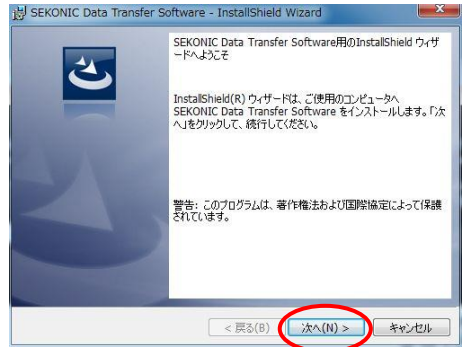 SEKONIC Data Transfer Software - InstallShield Wizard
SEKONIC Data Transfer Software用のInstallShield ウィザ
ードへようこそ
InstallShield(R) ウィザードは、ご使用のコンピュータへ
SEKONIC Data Transfer Software をインストールします。「次
へ」をクリックして、続行してください。
警告: このプログラムは、著作権法および国際協定によって保護
されています。
< 戻る(B)
次へ(N) >
キャンセル